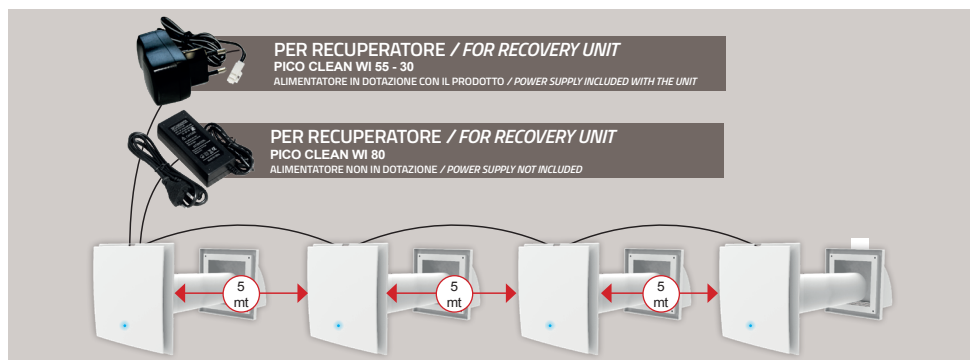 PER RECUPERATORE / FOR RECOVERY UNIT
PICO CLEAN WI 55 - 30
ALIMENTATORE IN DOTAZIONE CON IL PRODOTTO / POWER SUPPLY INCLUDED WITH THE UNIT
PER RECUPERATORE / FOR RECOVERY UNIT
PICO CLEAN WI 80
ALIMENTATORE NON IN DOTAZIONE / POWER SUPPLY NOT INCLUDED
5
mt
5
mt
5
mt